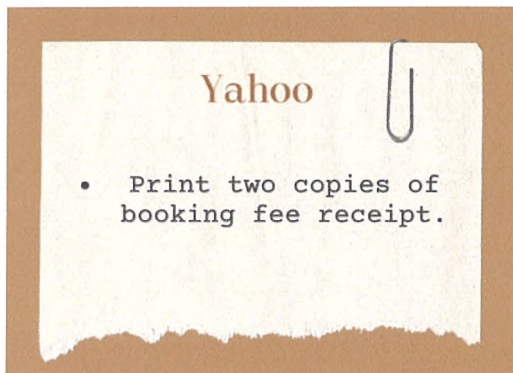 Yahoo
• Print two copies of
booking fee receipt.